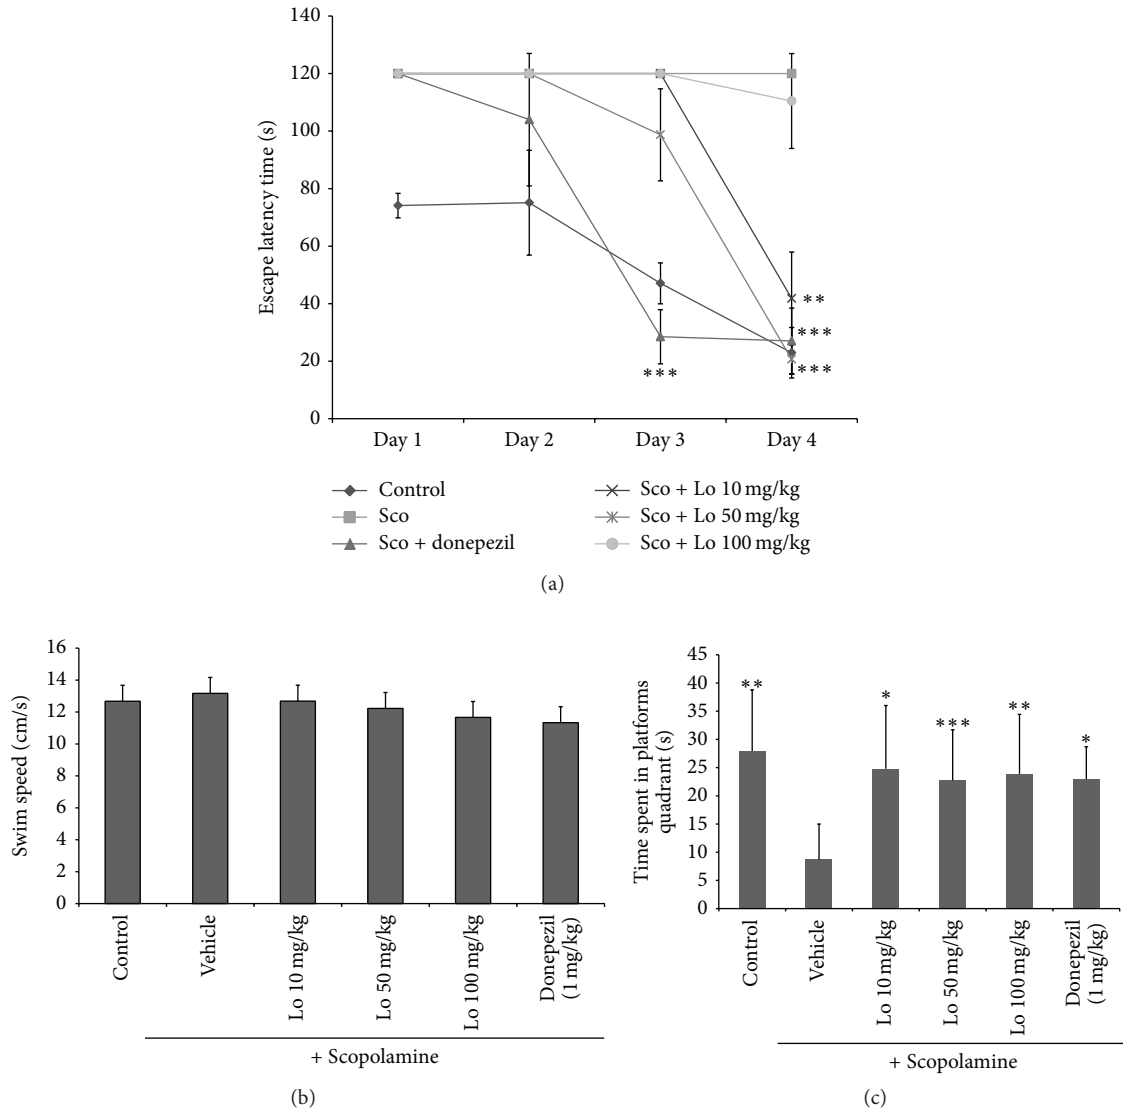 140
120
100
80
60
40
20
0
Escape latency time (s)
**
***
***
***
Day 1 Day 2 Day 3 Day 4
Control
Sco
Sco + donepezil
Sco + Lo 10 mg/kg
Sco + Lo 50 mg/kg
Sco + Lo 100 mg/kg
(a)
16
14
12
10
8
6
4
2
0
Swim speed (cm/s)
Control
Vehicle
Lo 10 mg/kg
Lo 50 mg/kg
Lo 100 mg/kg
Donepezil
(1 mg/kg)
+ Scopolamine
(b)
45
40
35
30
25
20
15
10
5
0
Time spent in platforms
quadrant (s)
**
*
***
**
*
Control
Vehicle
Lo 10 mg/kg
Lo 50 mg/kg
Lo 100 mg/kg
Donepezil
(1 mg/kg)
+ Scopolamine
(c)